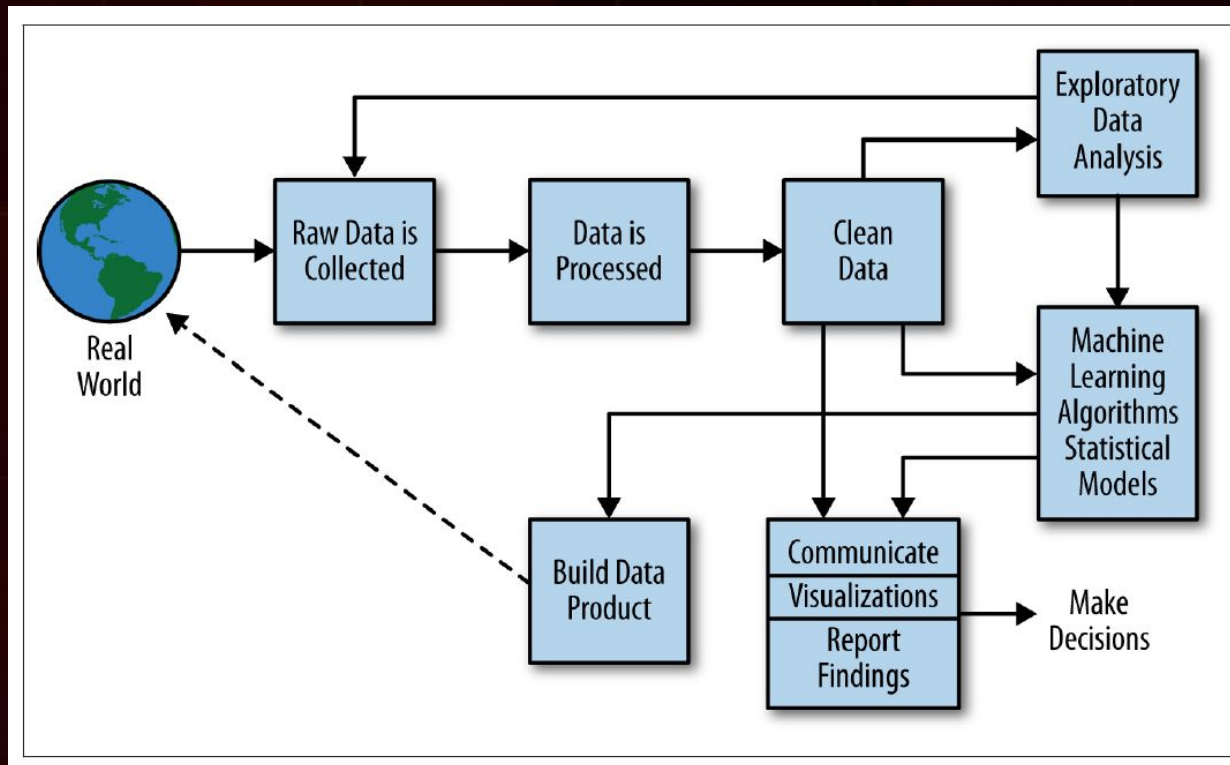 Exploratory
Data
Analysis
Raw Data is
Collected
Data is
Processed
Clean
Data
Real
World
Machine
Learning
Algorithms
Statistical
Models
Build Data
Product
Communicate
Visualizations
Report
Findings
Make
Decisions